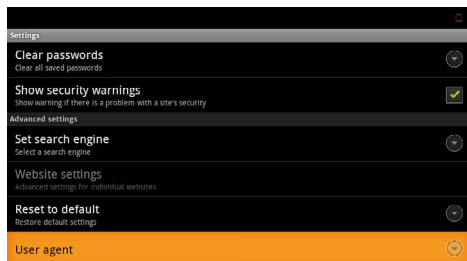 Settings
Clear passwords
Clear all saved passwords
Show security warnings
Show warning if there is a problem with a site's security
Advanced settings
Set search engine
Select a search engine
Website settings
Advanced settings for individual websites
Reset to default
Restore default settings
User agent